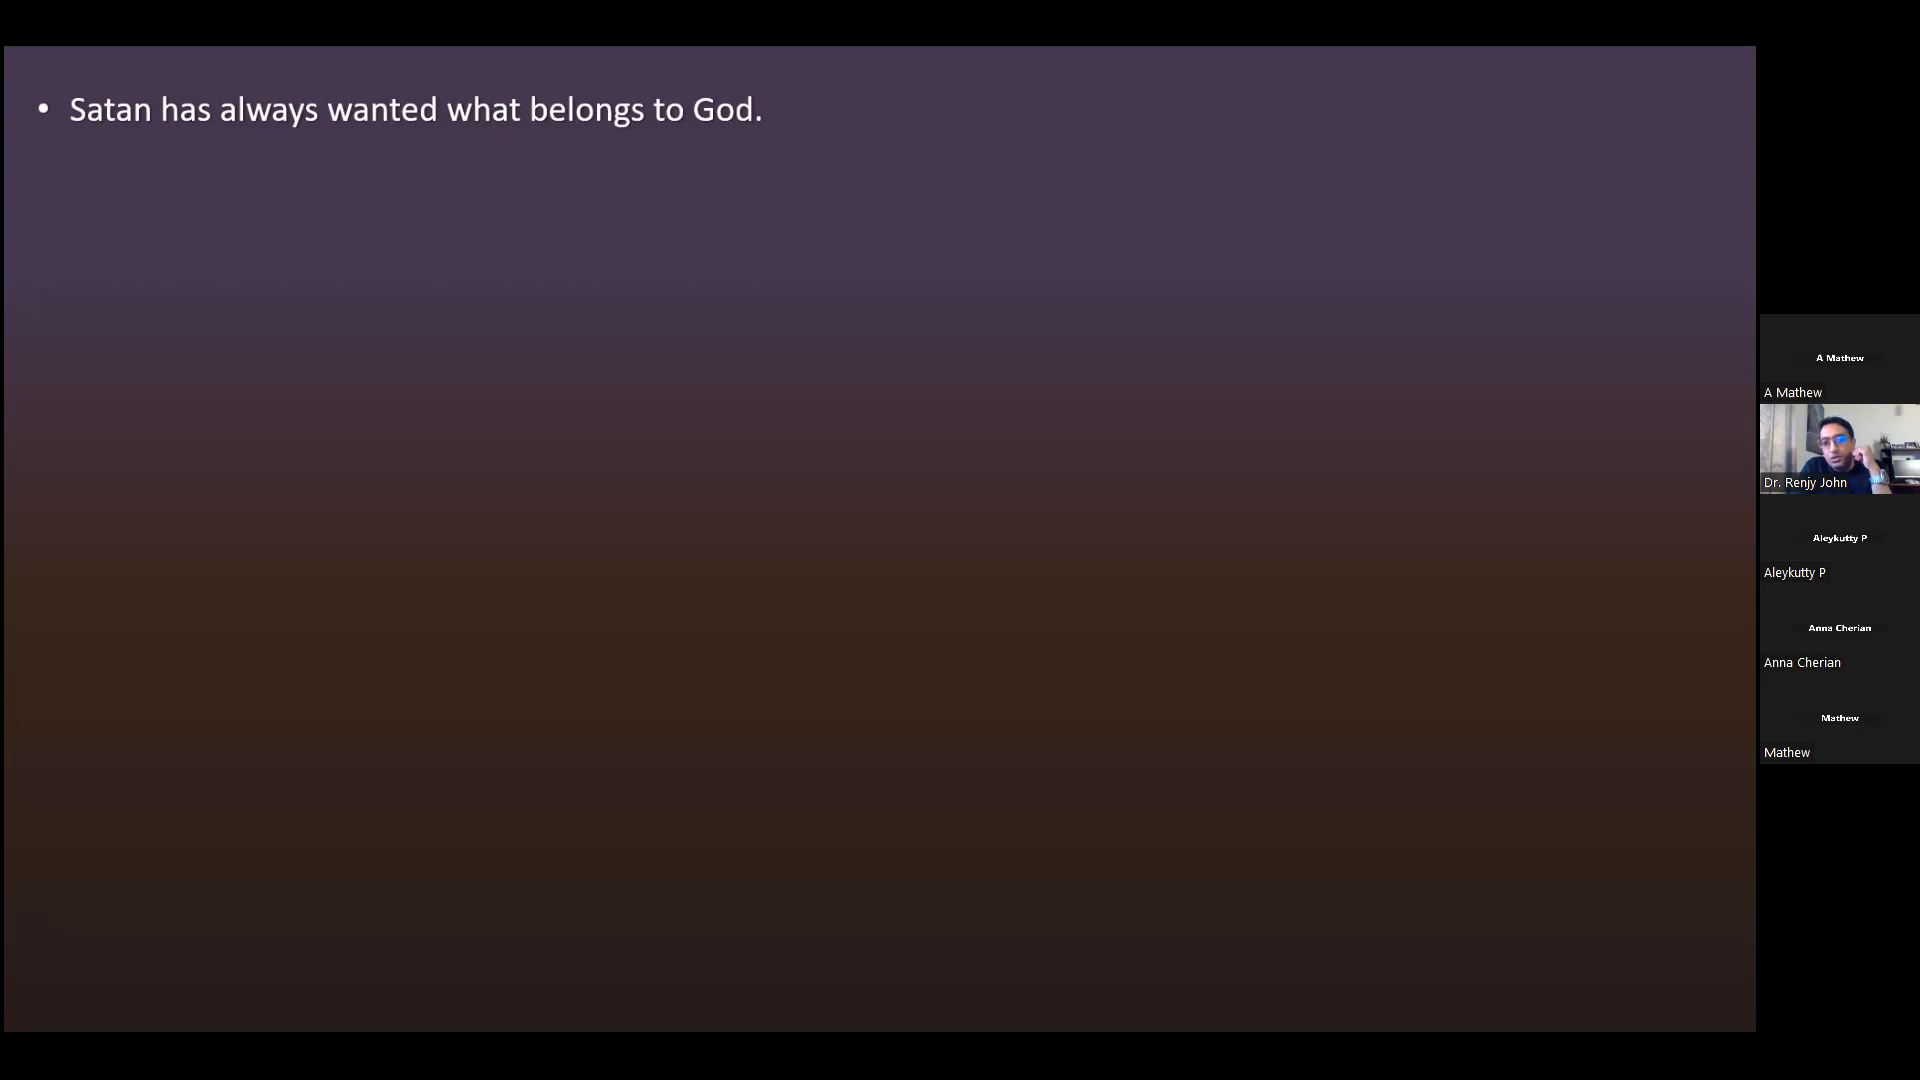 • Satan has always wanted what belongs to God.
A Mathew
A Mathew
Dr. Renjy John
Aleykutty P
Aleykutty P
Anna Cherian
Anna Cherian
Mathew
Mathew